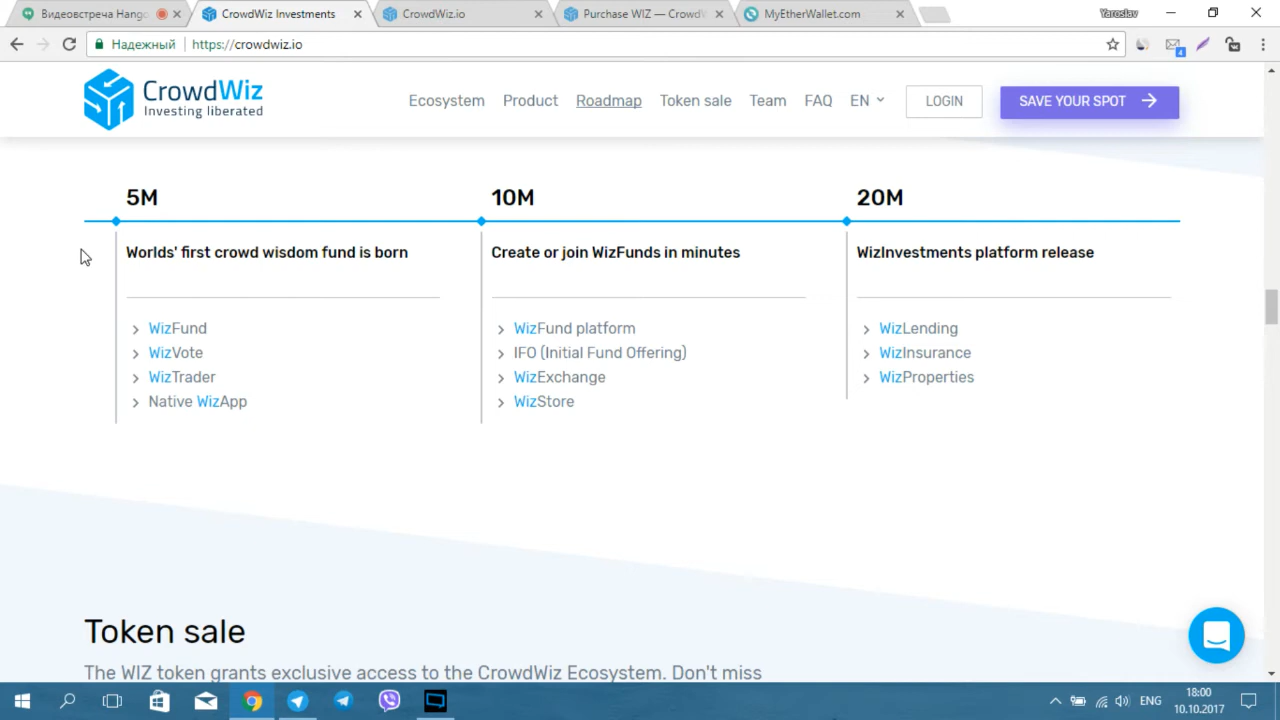 Видеовстреча Hango
CrowdWiz Investments
CrowdWiz.io
Purchase WIZ — CrowdW
MyEtherWallet.com
Yaroslav
Надежный
https://crowdwiz.io
4
CrowdWiz
Investing liberated
Ecosystem
Product
Roadmap
Token sale
Team
FAQ
EN
LOGIN
SAVE YOUR SPOT
5M
10M
20M
Worlds' first crowd wisdom fund is born
WizFund
WizVote
WizTrader
Native WizApp
Create or join WizFunds in minutes
WizFund platform
IFO (Initial Fund Offering)
WizExchange
WizStore
WizInvestments platform release
WizLending
WizInsurance
WizProperties
Token sale
The WIZ token grants exclusive access to the CrowdWiz Ecosystem. Don't miss
ENG
18:00
10.10.2017